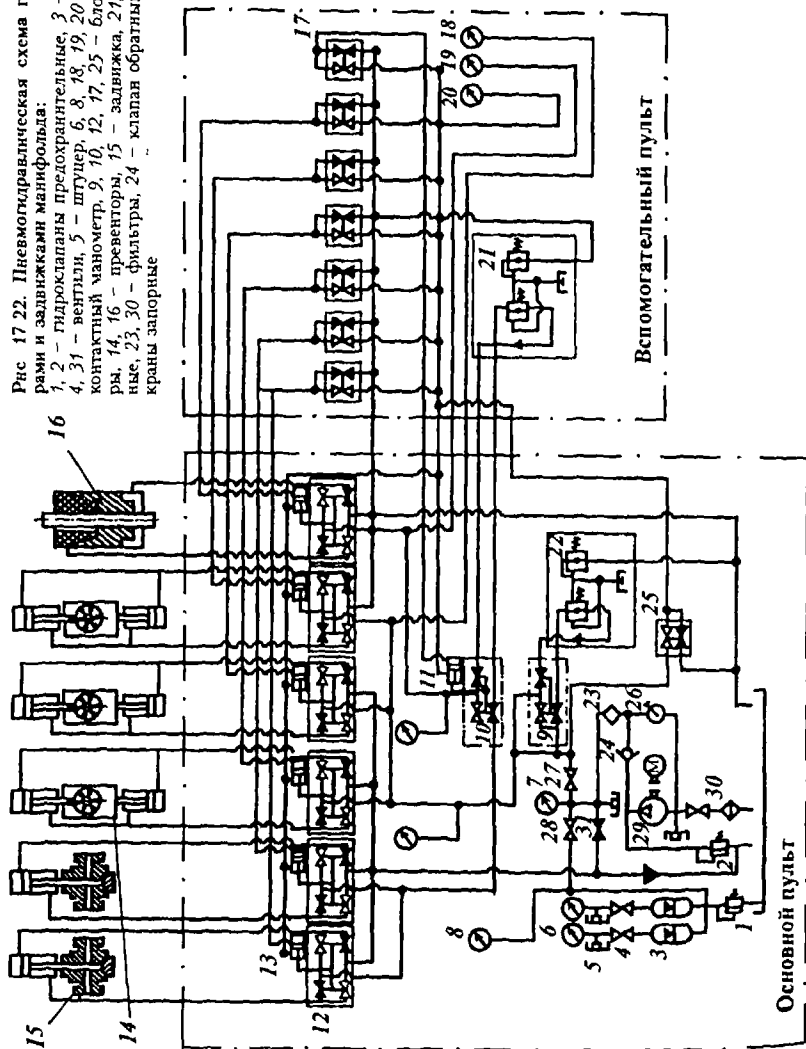 Рис 17 22. Пневмогидравлическая схема г
рами и задвижками манифольда:
1, 2 – гидроклапаны предохранительные, 3 –
4, 31 – вентили, 5 – штуцер, 6, 8, 18, 19, 20
контактный манометр, 9, 10, 12, 17, 25 – бло
ры, 14, 16 – превенторы, 15 – задвижка, 21,
ные, 23, 30 – фильтры, 24 – клапан обратный
краны запорные
16
15
14
13
12
17
18
19
20
21
Вспомогательный пульт
11
10
9
22
25
23
26
24
27
7
28
31
29
М
30
8
6
5
4
3
2
1
Основной пульт